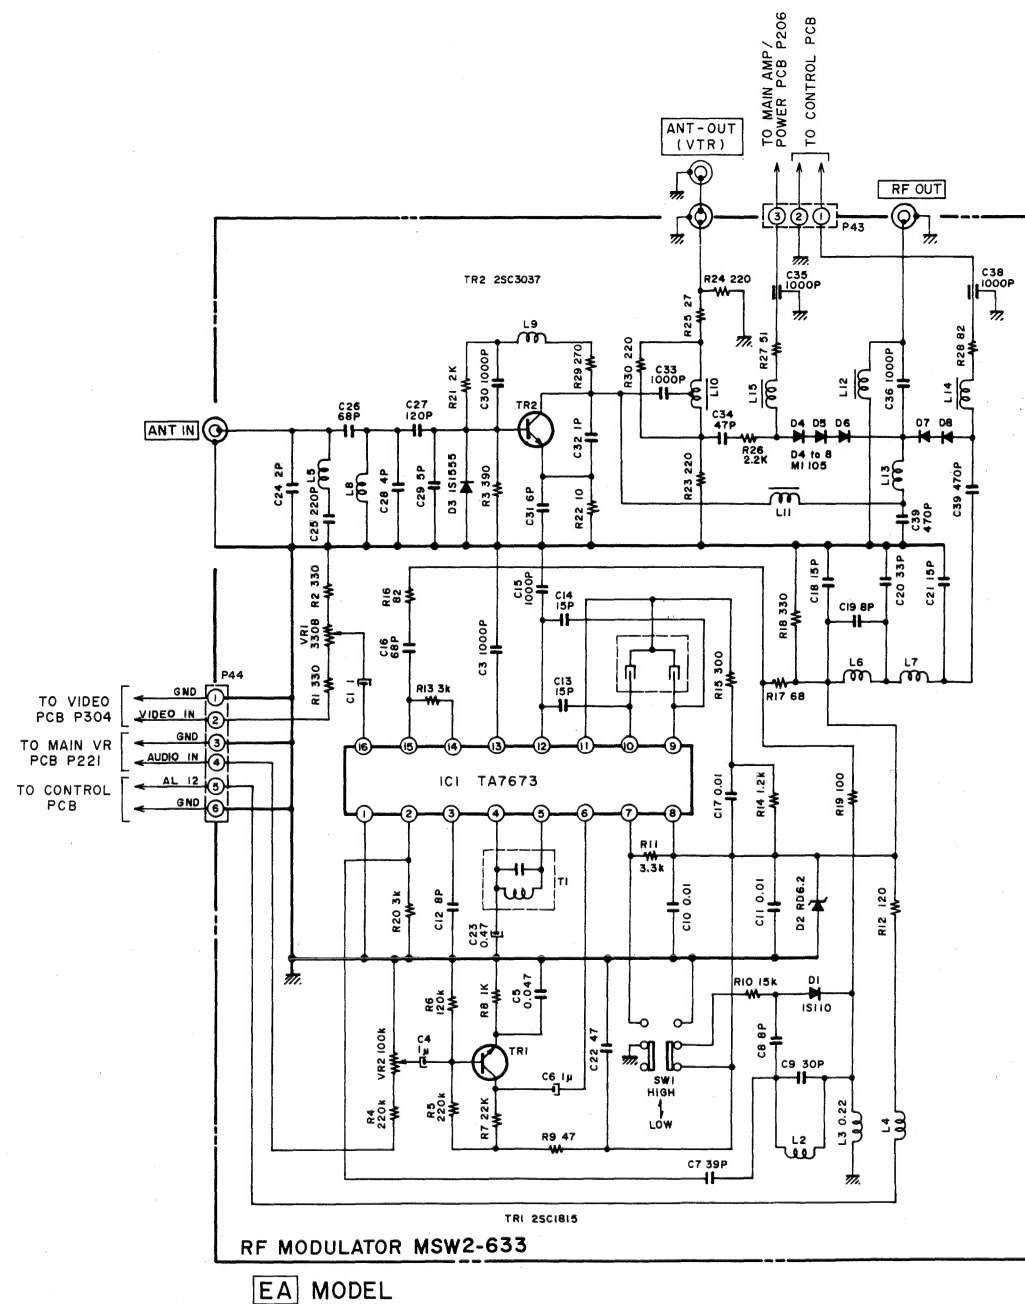 TO MAIN AMP/
POWER PCB P206
TO CONTROL PCB
ANT-OUT
(VTR)
RF OUT
3
2
1
P43
TR2 2SC3037
R24 220
C35
1000P
C38
1000P
R25 27
L9
R29 270
R30 220
R27 51
R28 82
R21 2K
C30 1000P
C33
1000P
L10
L15
L12
C36 1000P
L14
ANT IN
C26
68P
C27
120P
TR2
C32 1P
C34
47P
R26
2.2K
D4
D5
D6
D4 to 8
M1105
D7
D8
C24 2P
L5
C25 220P
L8
C28 4P
C29 5P
D3 1S1555
R3 390
C31 6P
R22 10
R23 220
L11
L13
C39
470P
C39 470P
R2 330
VR1
330B
R1 330
C1 1
R16
82
C16
68P
R13 3k
C3 1000P
C15
1000P
C14
15P
C13
15P
R15 300
R18 330
C18 15P
C19 8P
C20 33P
C21 15P
L6
L7
R17 68
P44
TO VIDEO
PCB P304
GND
1
VIDEO IN
2
TO MAIN VR
PCB P221
GND
3
AUDIO IN
4
TO CONTROL
PCB
AL 12
5
GND
6
16
15
14
13
12
11
10
9
IC1 TA7673
1
2
3
4
5
6
7
8
C17 0.01
R14 1.2k
R19 100
R11
3.3k
T1
R20 3k
C12 8P
C23
0.47
C10 0.01
C11 0.01
D2 RD6.2
R12 120
R6
120k
R8 1K
C5
0.047
R10 15k
D1
1S110
VR2 100k
C4
1μ
TR1
C22 47
C8 8P
C9 30P
SW1
HIGH
LOW
C6 1μ
R4
220k
R5
220k
R7 22K
R9 47
L2
L3 0.22
L4
C7 39P
TR1 2SC1815
RF MODULATOR MSW2-633
EA MODEL